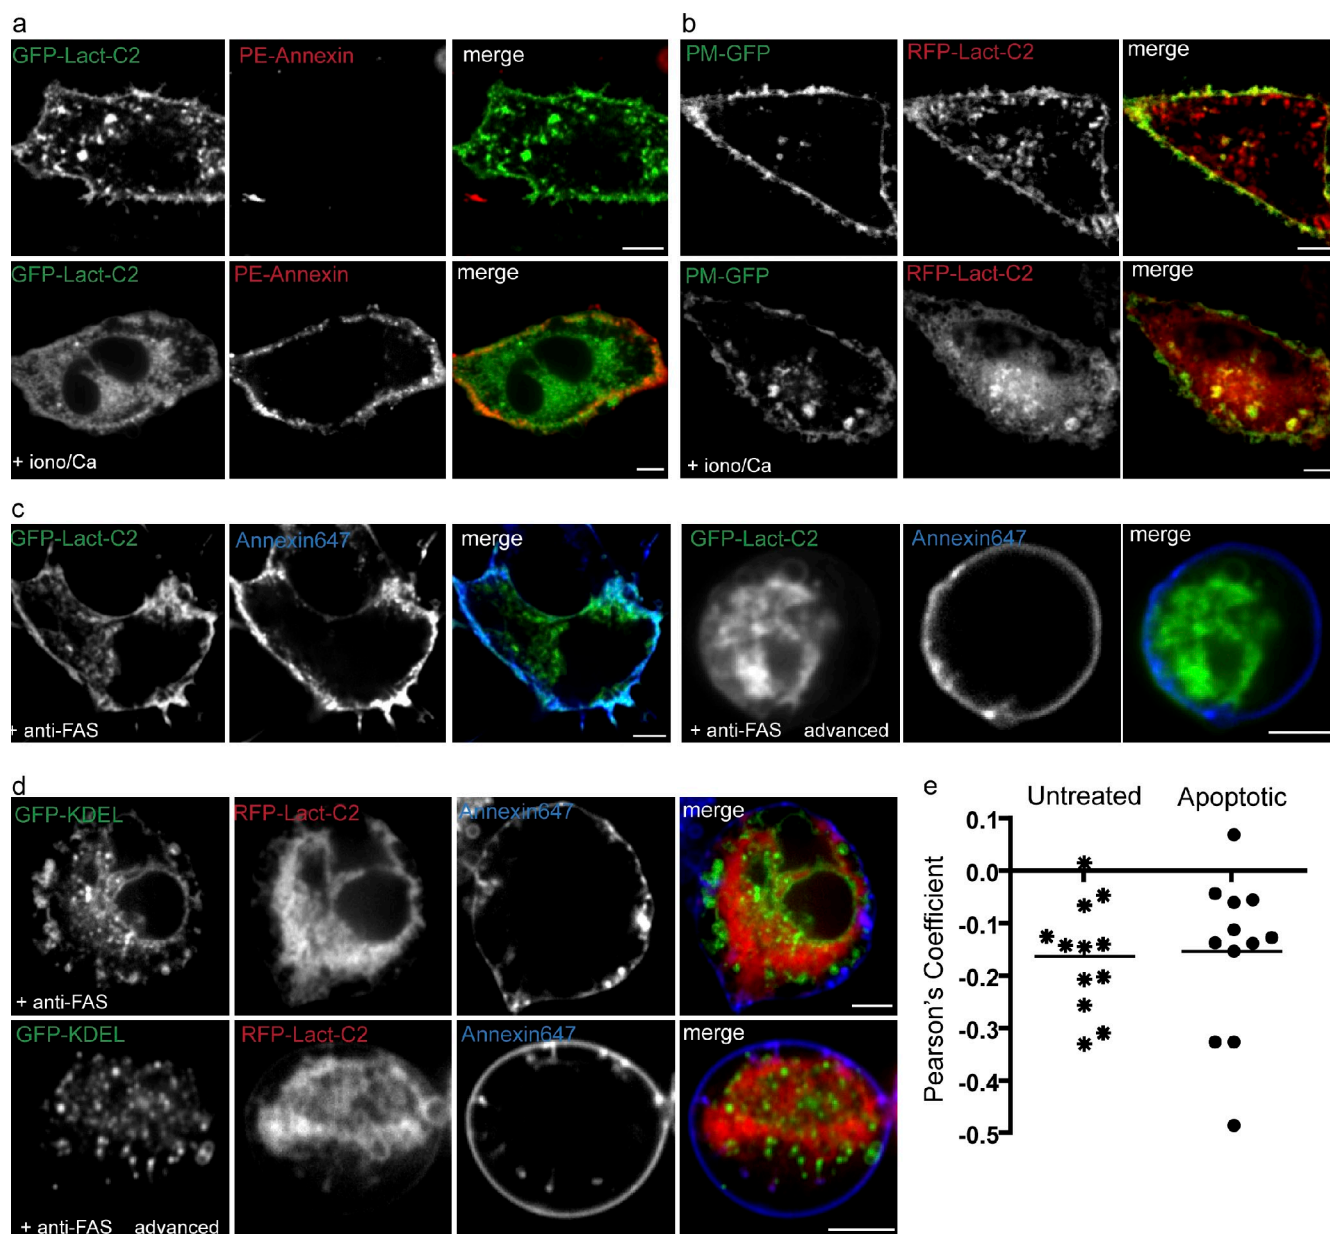 a
GFP-Lact-C2 PE-Annexin merge
GFP-Lact-C2 PE-Annexin merge
+ iono/Ca
b
PM-GFP RFP-Lact-C2 merge
PM-GFP RFP-Lact-C2 merge
+ iono/Ca
c
GFP-Lact-C2 Annexin647 merge
+ anti-FAS
GFP-Lact-C2 Annexin647 merge
+ anti-FAS advanced
d
GFP-KDEL RFP-Lact-C2 Annexin647 merge
+ anti-FAS
GFP-KDEL RFP-Lact-C2 Annexin647 merge
+ anti-FAS advanced
e
Untreated Apoptotic
Pearson's Coefficient
0.1
0.0
-0.1
-0.2
-0.3
-0.4
-0.5